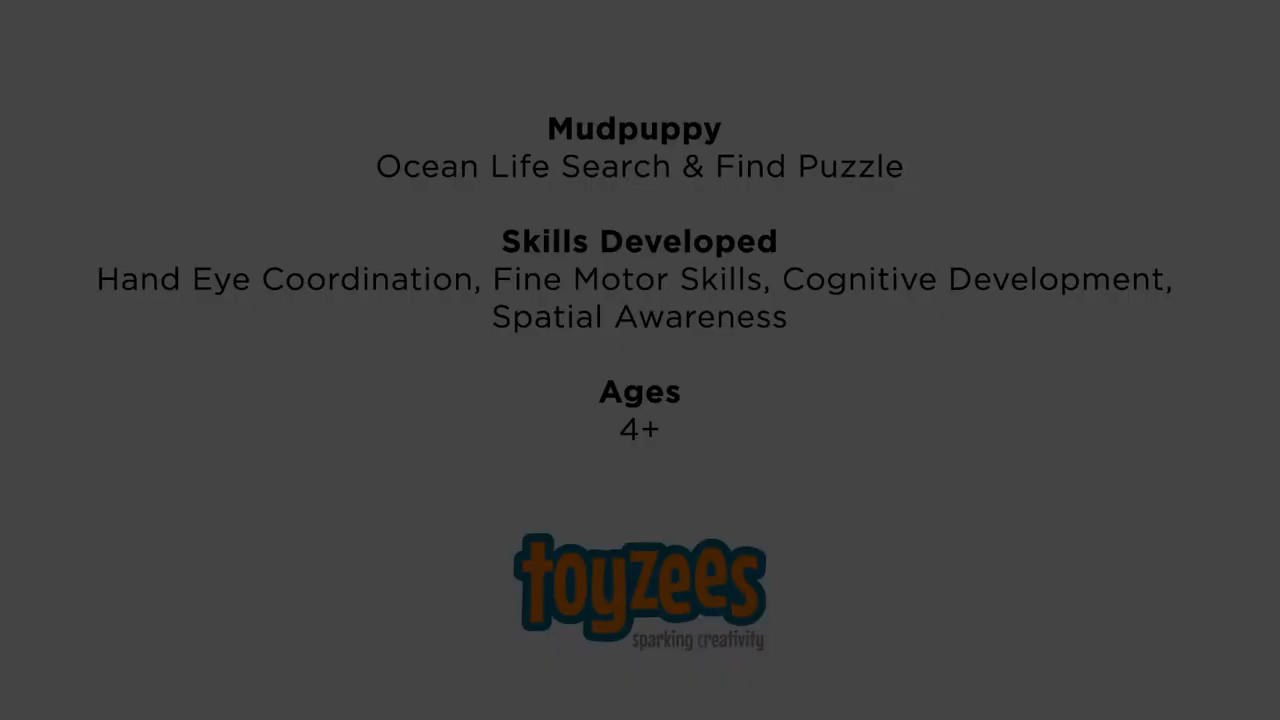 Mudpuppy
Ocean Life Search & Find Puzzle
Skills Developed
Hand Eye Coordination, Fine Motor Skills, Cognitive Development,
Spatial Awareness
Ages
4+
toyzees
sparking creativity